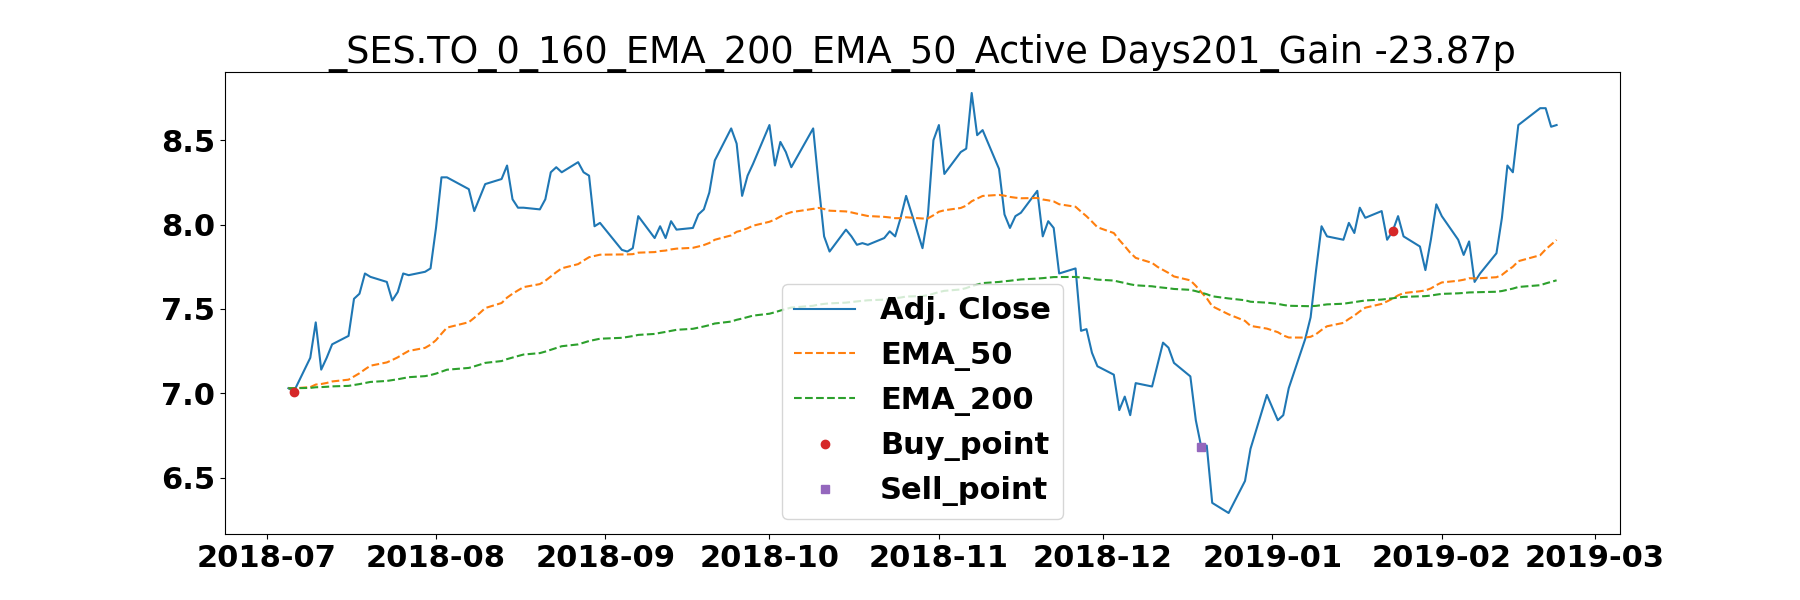 _SES.TO_0_160_EMA_200_EMA_50_Active Days201_Gain -23.87p
8.5
8.0
7.5
7.0
6.5
Adj. Close
EMA_50
EMA_200
Buy_point
Sell_point
2018-07 2018-08 2018-09 2018-10 2018-11 2018-12 2019-01 2019-02 2019-03